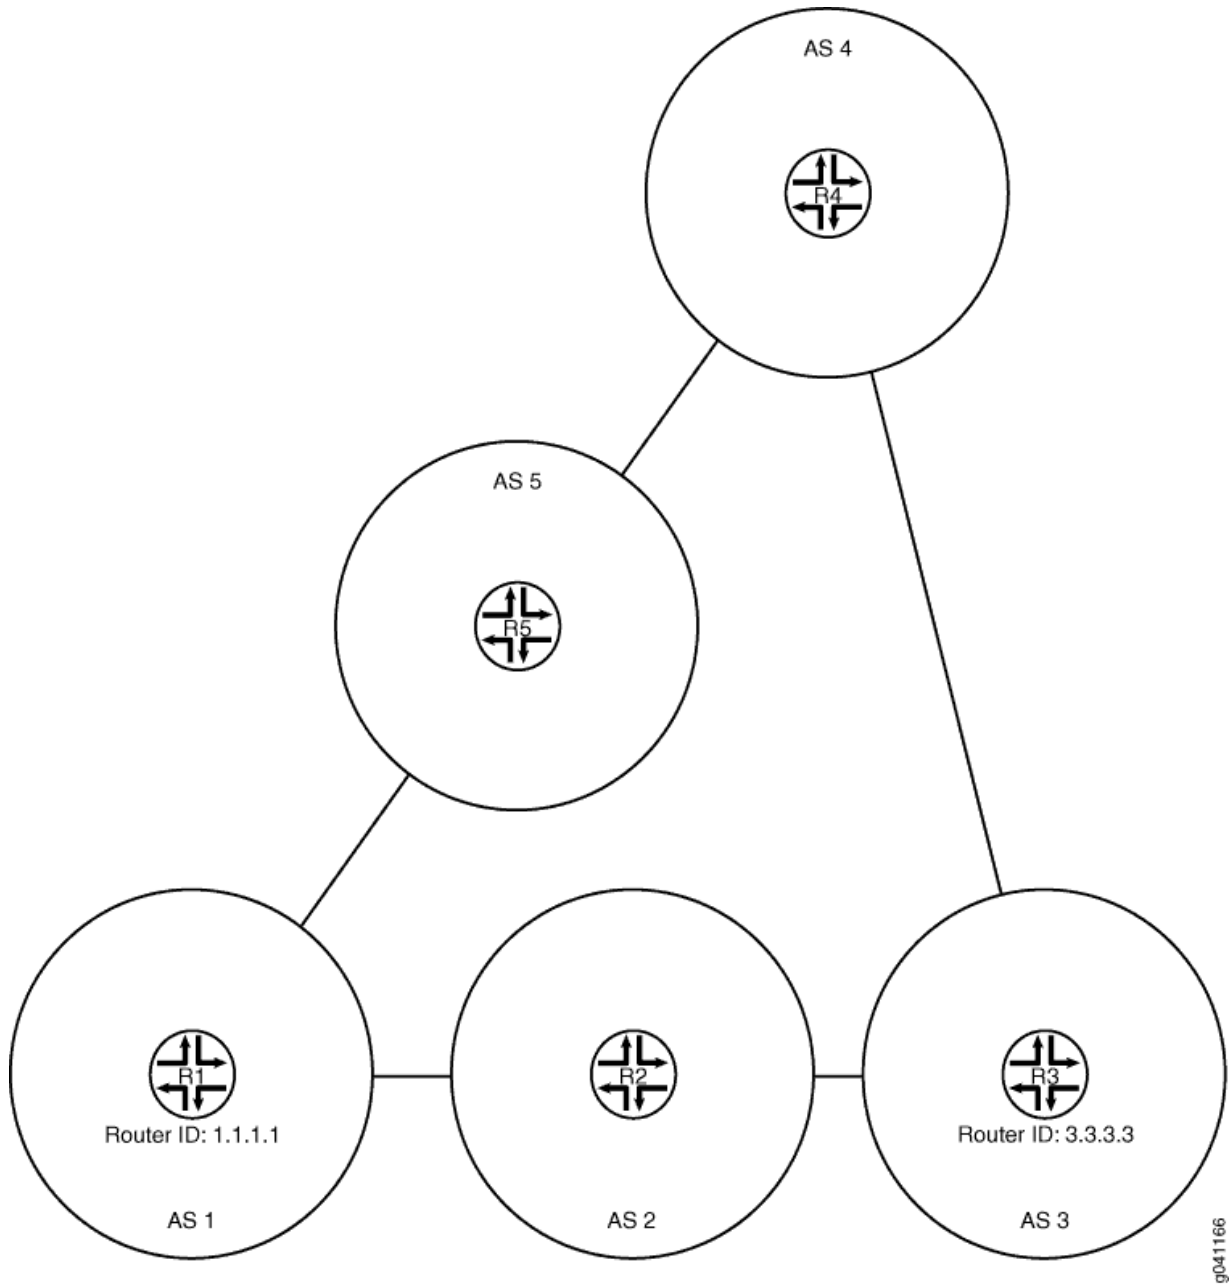 AS 4
R4
AS 5
R5
R1
Router ID: 1.1.1.1
AS 1
R2
AS 2
R3
Router ID: 3.3.3.3
AS 3
g041166